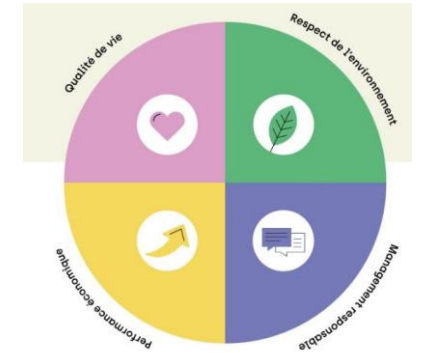 Qualité de vie
Respect de l'environnement
Performance économique
Management responsable